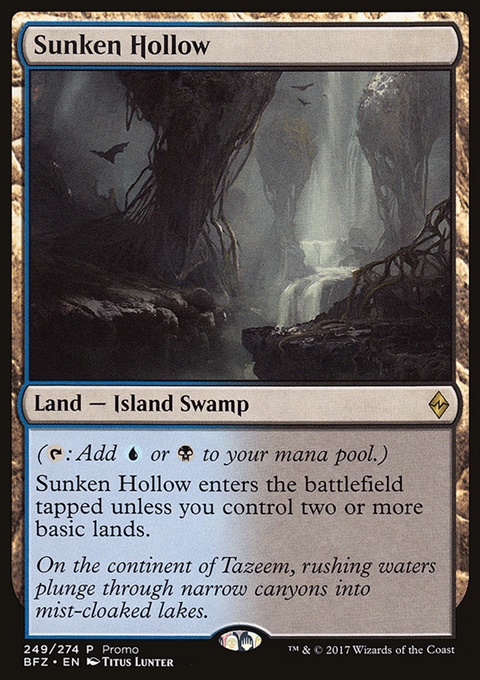 Sunken Hollow
Land — Island Swamp
( : Add or to your mana pool.)
Sunken Hollow enters the battlefield
tapped unless you control two or more
basic lands.
On the continent of Tazeem, rushing waters
plunge through narrow canyons into
mist-cloaked lakes.
249/274 P Promo
BFZ • EN Titus Lunter
™ & © 2017 Wizards of the Coast